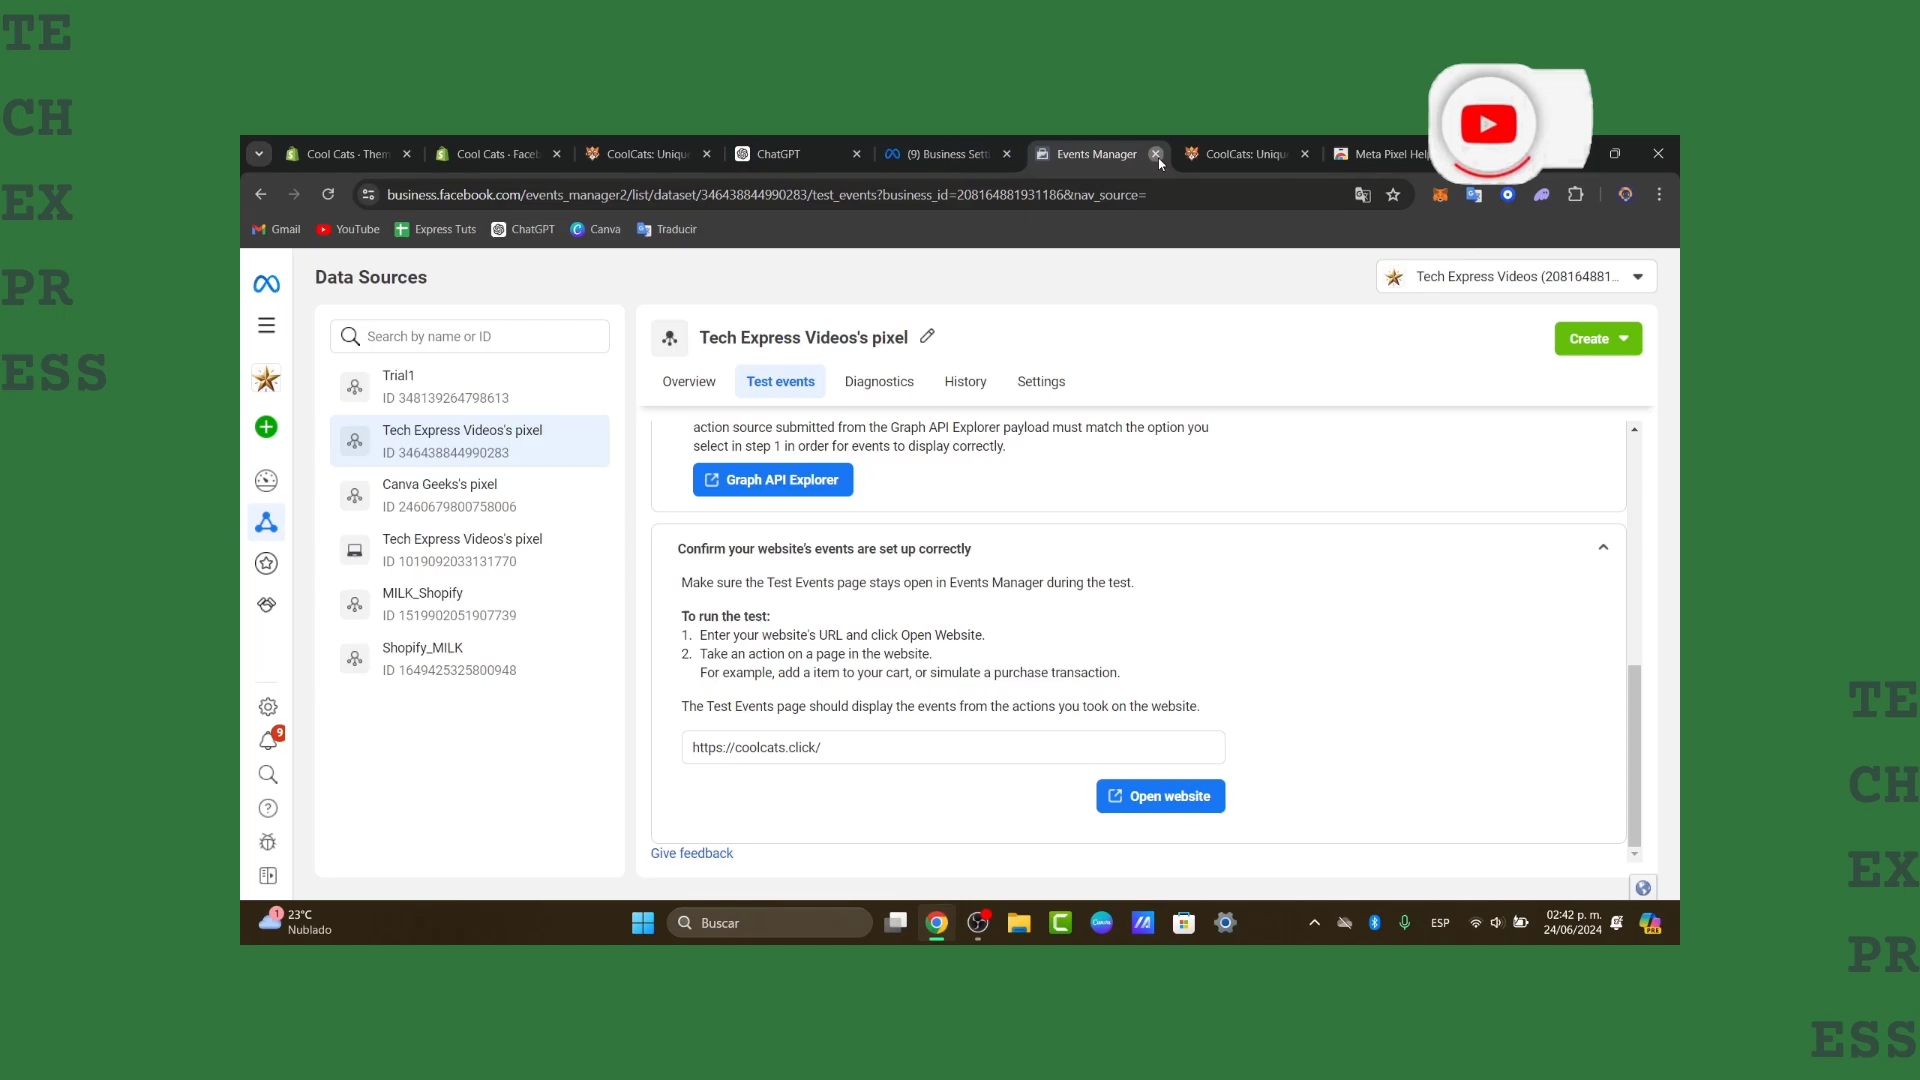 TE
CH
EX
PR
ESS
Cool Cats · Them
Cool Cats · Faceb
CoolCats: Unique
ChatGPT
(9) Business Setti
Events Manager
CoolCats: Uniqu
Meta Pixel Help
business.facebook.com/events_manager2/list/dataset/346438844990283/test_events?business_id=208164881931186&nav_source=
Gmail
YouTube
Express Tuts
ChatGPT
Canva
Traducir
Data Sources
Tech Express Videos (208164881...
Search by name or ID
Trial1
ID 348139264798613
Tech Express Videos's pixel
ID 346438844990283
Canva Geeks's pixel
ID 2460679800758006
Tech Express Videos's pixel
ID 1019092033131770
MILK_Shopify
ID 1519902051907739
Shopify_MILK
ID 1649425325800948
9
Tech Express Videos's pixel
Create
Overview
Test events
Diagnostics
History
Settings
action source submitted from the Graph API Explorer payload must match the option you
select in step 1 in order for events to display correctly.
Graph API Explorer
Confirm your website's events are set up correctly
Make sure the Test Events page stays open in Events Manager during the test.
To run the test:
1. Enter your website's URL and click Open Website.
2. Take an action on a page in the website.
For example, add a item to your cart, or simulate a purchase transaction.
The Test Events page should display the events from the actions you took on the website.
https://coolcats.click/
Open website
Give feedback
1
23°C
Nublado
Buscar
ESP
02:42 p. m.
24/06/2024
PRE
TE
CH
EX
PR
ESS